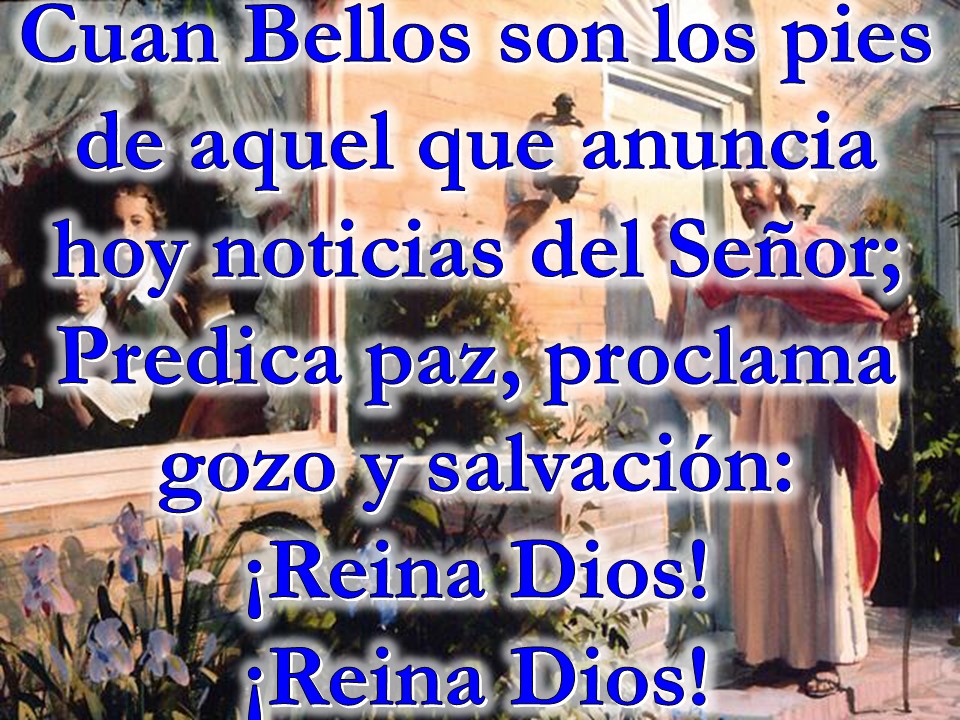 Cuan Bellos son los pies
de aquel que anuncia
hoy noticias del Señor;
Predica paz, proclama
gozo y salvación:
¡Reina Dios!
¡Reina Dios!